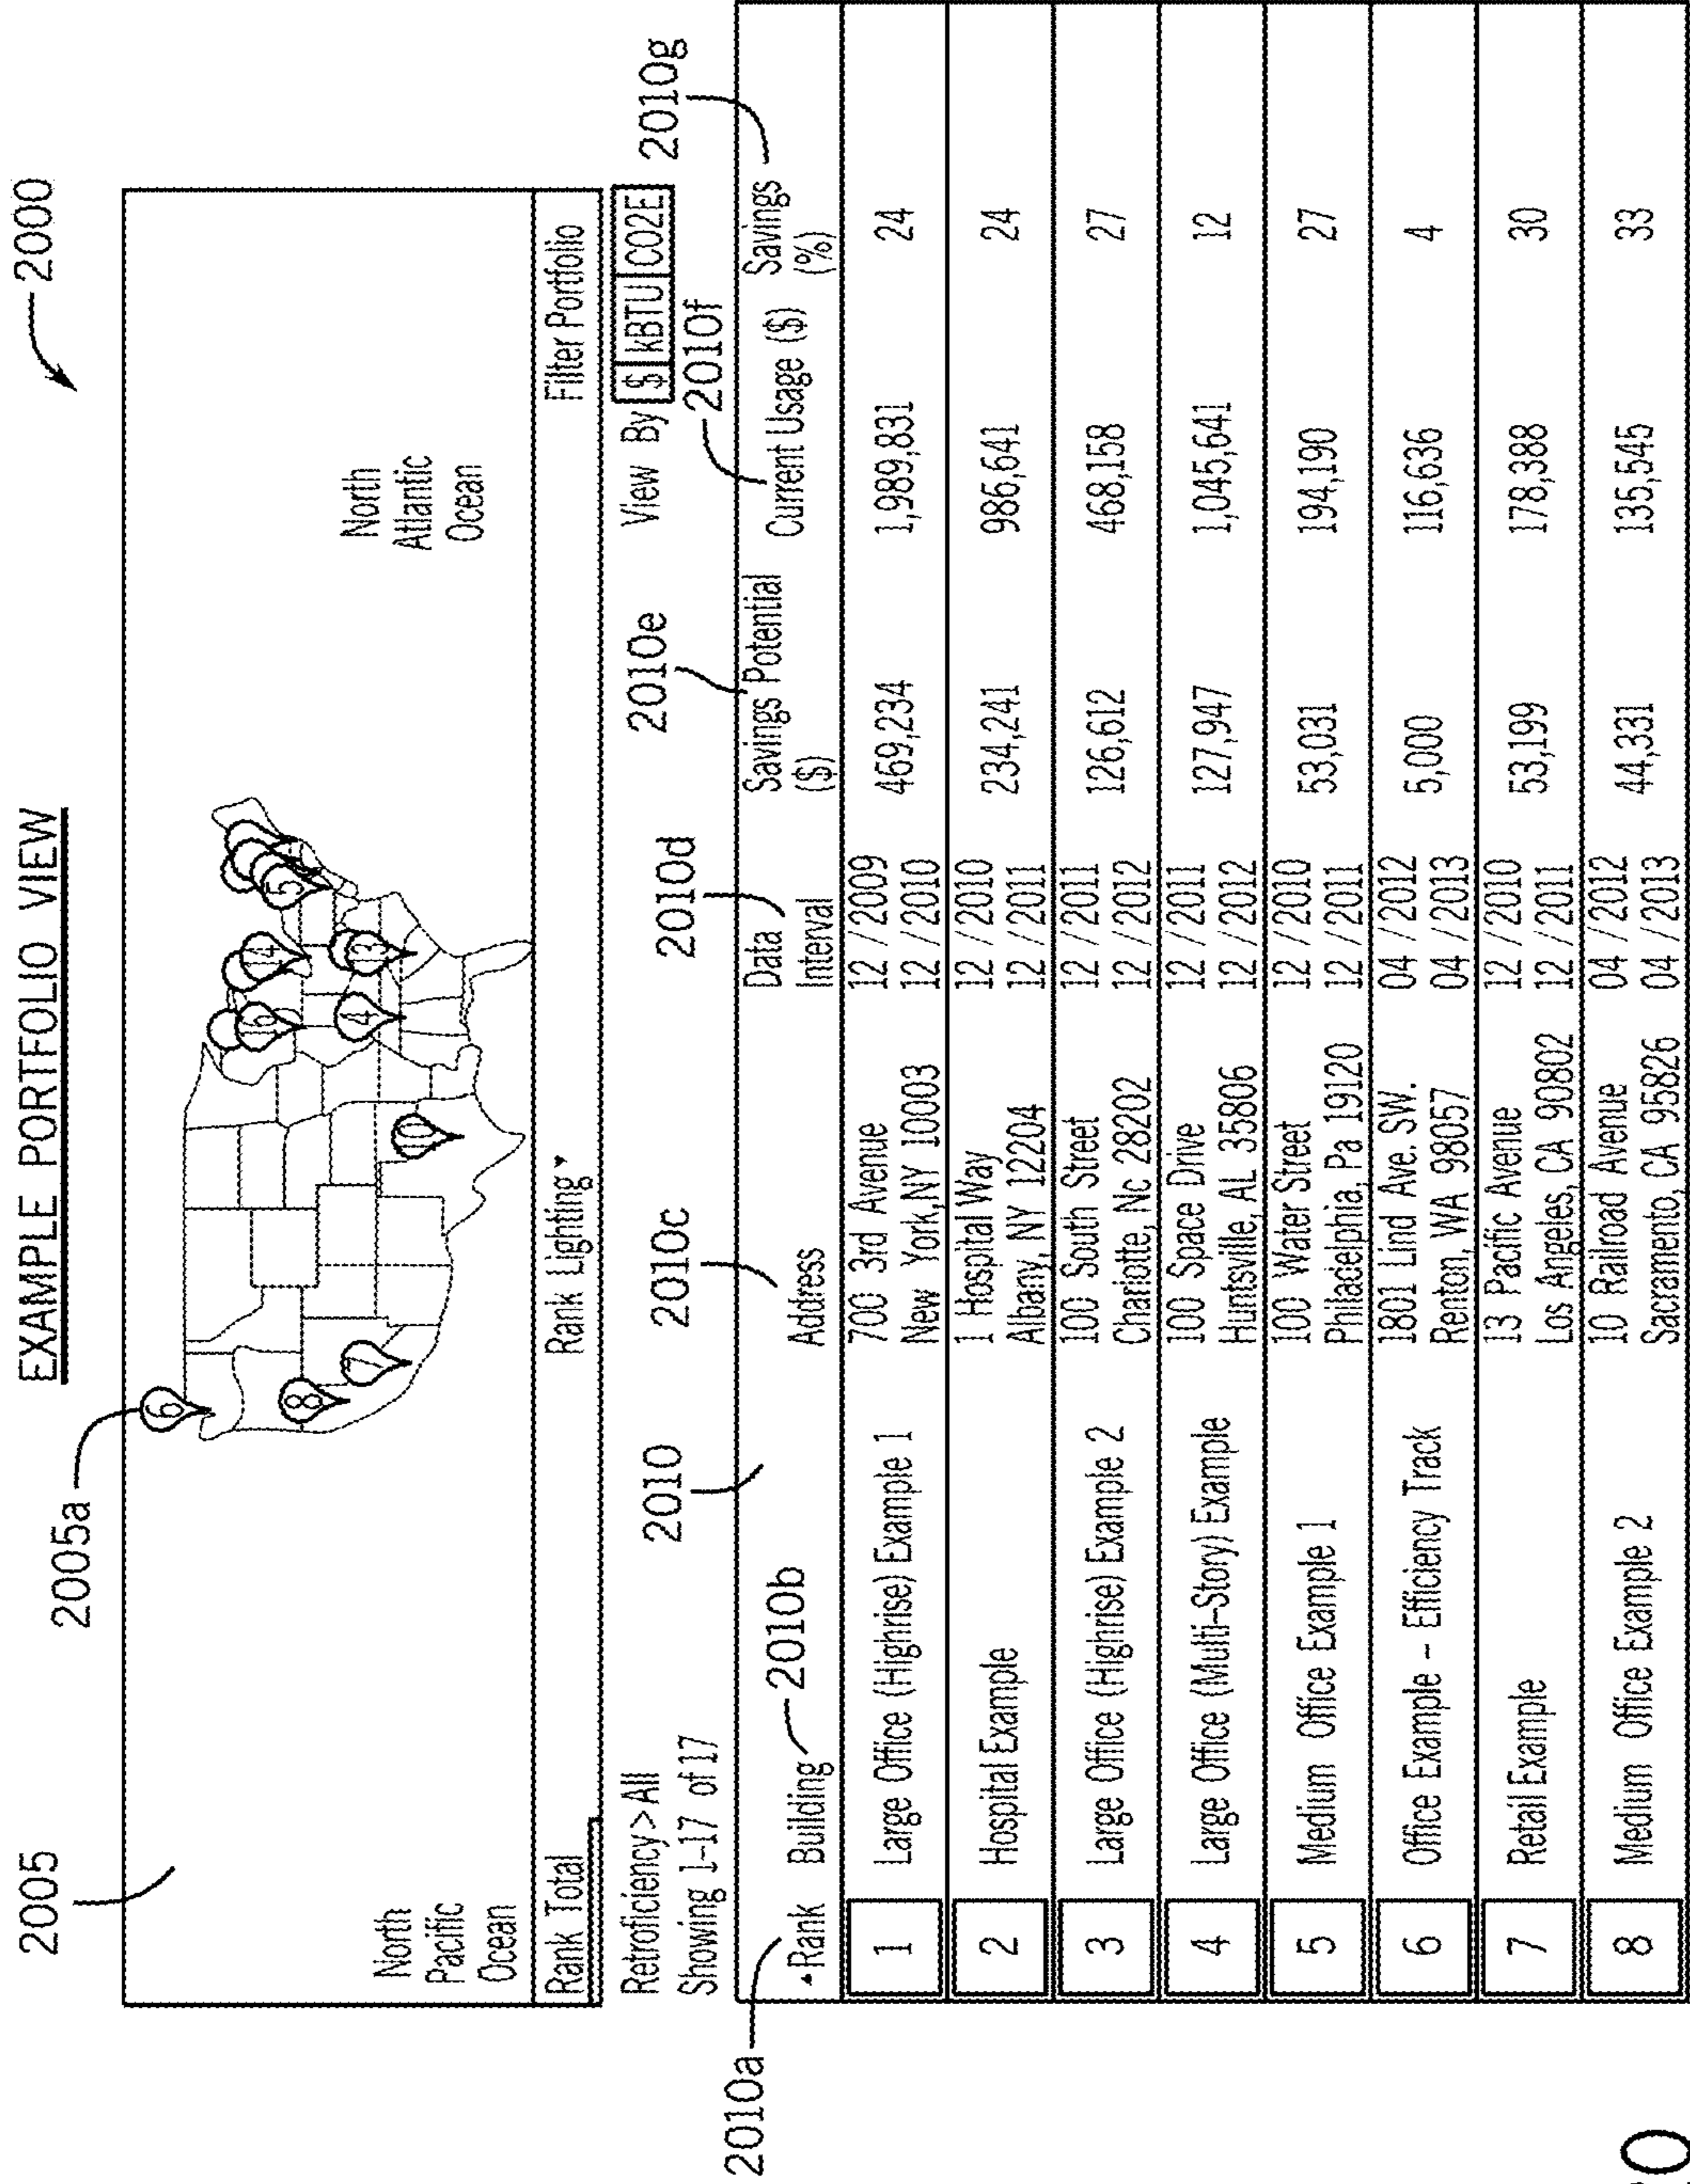 EXAMPLE PORTFOLIO VIEW
2000
2005
2005a
6
8
7
10
16
4
14
13
5
North
Pacific
Ocean
North
Atlantic
Ocean
Rank Total
Rank Lighting
Filter Portfolio
Retroficiency>All
Showing 1-17 of 17
View By $ kBTU CO2E
2010
2010a
2010b
2010c
2010d
2010e
2010f
2010g
Rank Building Address Data Interval Savings Potential ($) Current Usage ($) Savings (%)
1 Large Office (Highrise) Example 1 700 3rd Avenue 12 /2009 469,234 1,989,831 24
New York,NY 10003 12 /2010
2 Hospital Example 1 Hospital Way 12 /2010 234,241 986,641 24
Albany, NY 12204 12 /2011
3 Large Office (Highrise) Example 2 100 South Street 12 /2011 126,612 468,158 27
Charlotte, Nc 28202 12 /2012
4 Large Office (Multi-Story) Example 100 Space Drive 12 /2011 127,947 1,045,641 12
Huntsville, AL 35806 12 /2012
5 Medium Office Example 1 100 Water Street 12 /2010 53,031 194,190 27
Philadelphia, Pa 19120 12 /2011
6 Office Example - Efficiency Track 1801 Lind Ave. SW. 04 /2012 5,000 116,636 4
Renton, WA 98057 04 /2013
7 Retail Example 13 Pacific Avenue 12 /2010 53,199 178,388 30
Los Angeles, CA 90802 12 /2011
8 Medium Office Example 2 10 Railroad Avenue 04 /2012 44,331 135,545 33
Sacramento, CA 95826 04 /2013